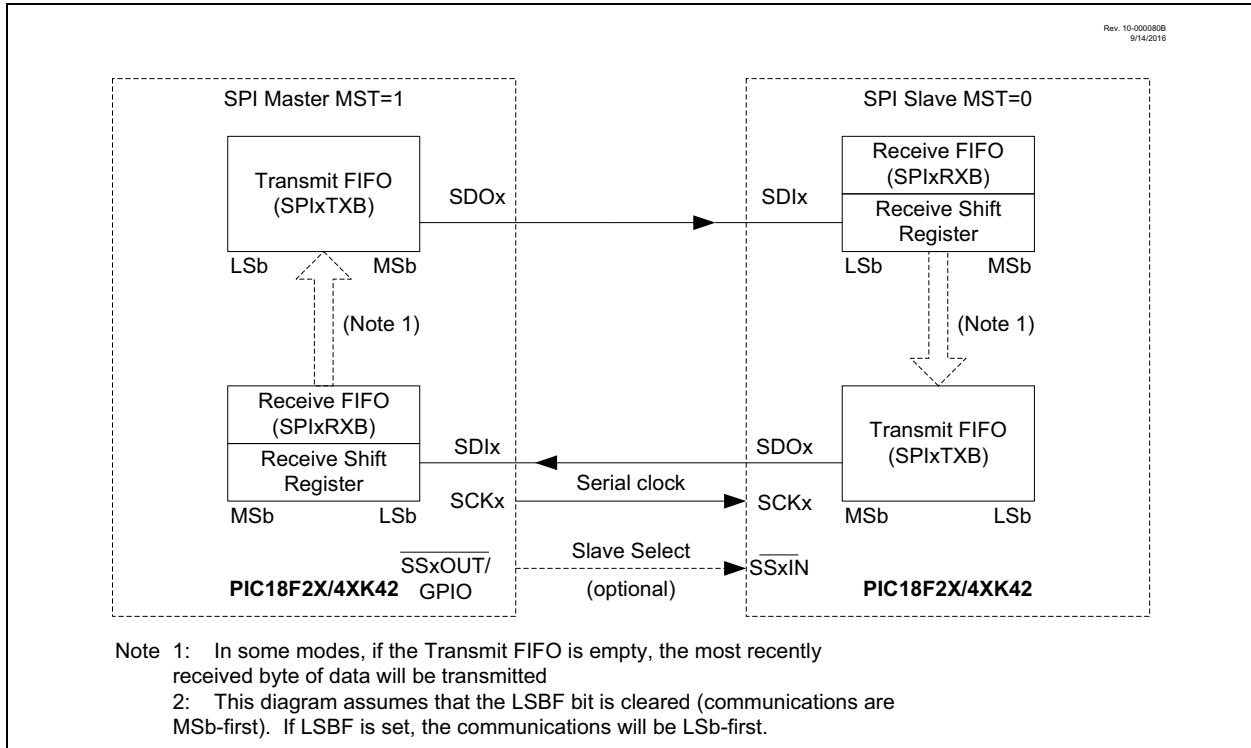 Rev. 10-000080B
9/14/2016
SPI Master MST=1
SPI Slave MST=0
Transmit FIFO
(SPIxTXB)
LSb MSb
SDOx
SDIx
Receive FIFO
(SPIxRXB)
Receive Shift
Register
LSb MSb
(Note 1)
(Note 1)
Receive FIFO
(SPIxRXB)
Receive Shift
Register
MSb LSb
SDIx
SDOx
Transmit FIFO
(SPIxTXB)
MSb LSb
Serial clock
SCKx
SCKx
SSxOUT/
GPIO
Slave Select
(optional)
SSxIN
PIC18F2X/4XK42
PIC18F2X/4XK42
Note 1: In some modes, if the Transmit FIFO is empty, the most recently
received byte of data will be transmitted
2: This diagram assumes that the LSBF bit is cleared (communications are
MSb-first). If LSBF is set, the communications will be LSb-first.